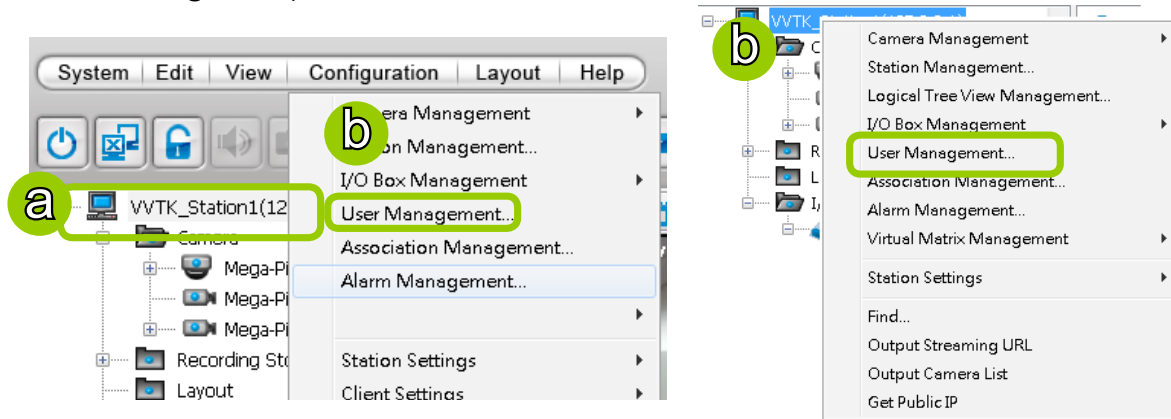 System Edit View Configuration Layout Help
b
era Management
on Management...
I/O Box Management
User Management...
Association Management...
Alarm Management...
Station Settings
Client Settings
a
VVTK_Station1(12
Camera
Mega-Pi
Mega-Pi
Mega-Pi
Recording Sto
Layout
VVTK_
b
C
R
L
I/
Camera Management
Station Management...
Logical Tree View Management...
I/O Box Management
User Management...
Association Management...
Alarm Management...
Virtual Matrix Management
Station Settings
Find...
Output Streaming URL
Output Camera List
Get Public IP